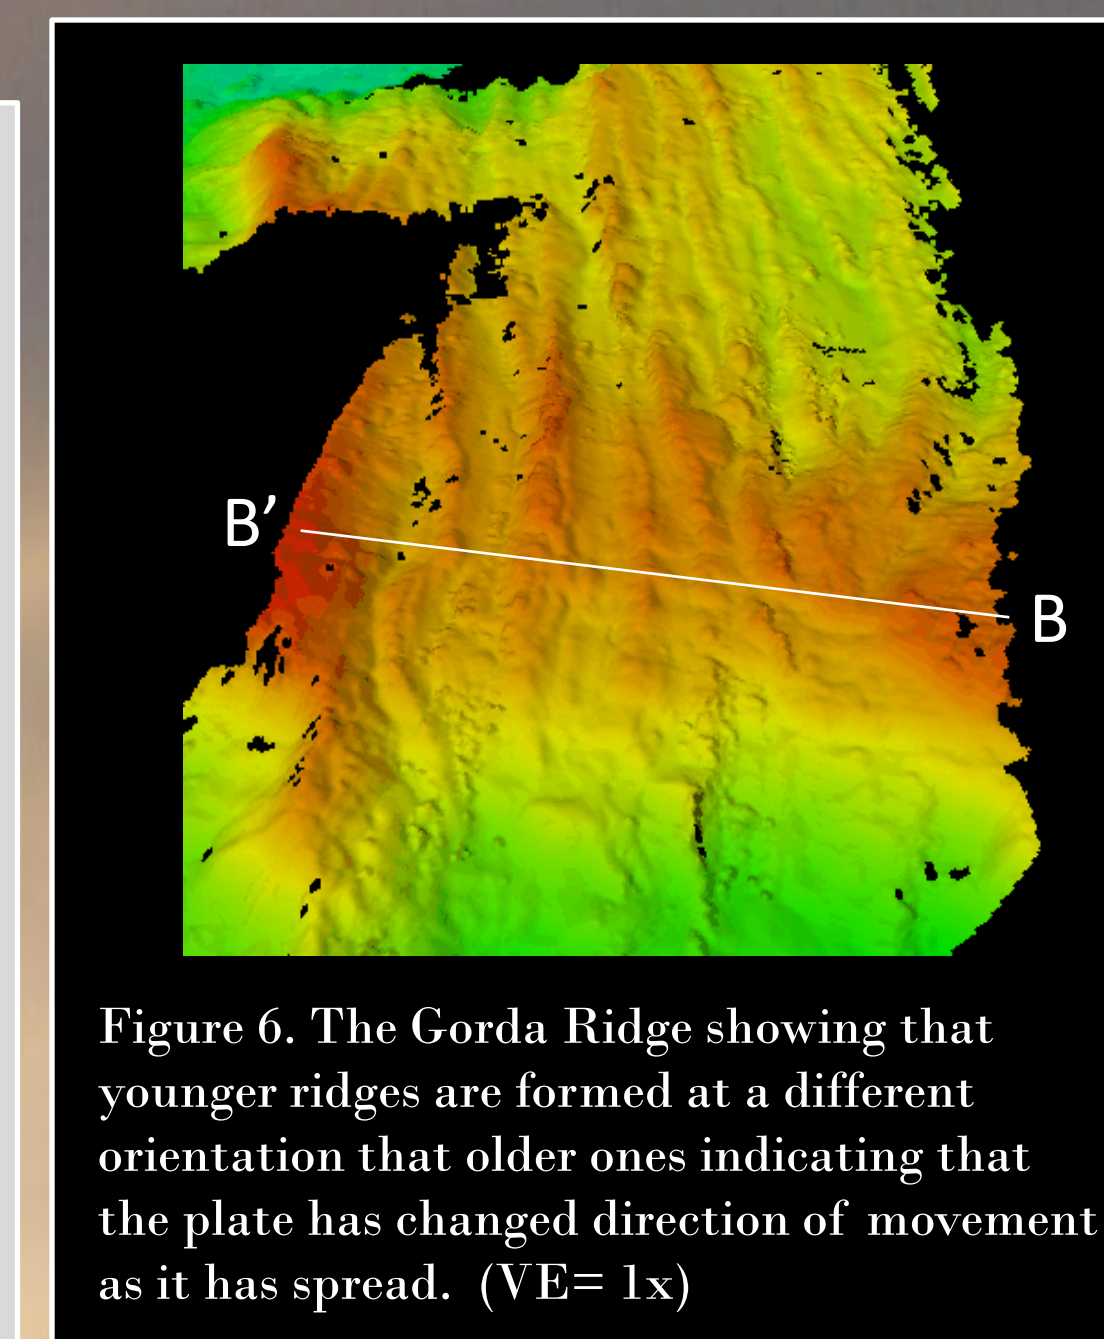 B’
B
Figure 6. The Gorda Ridge showing that
younger ridges are formed at a different
orientation that older ones indicating that
the plate has changed direction of movement
as it has spread. (VE= 1x)